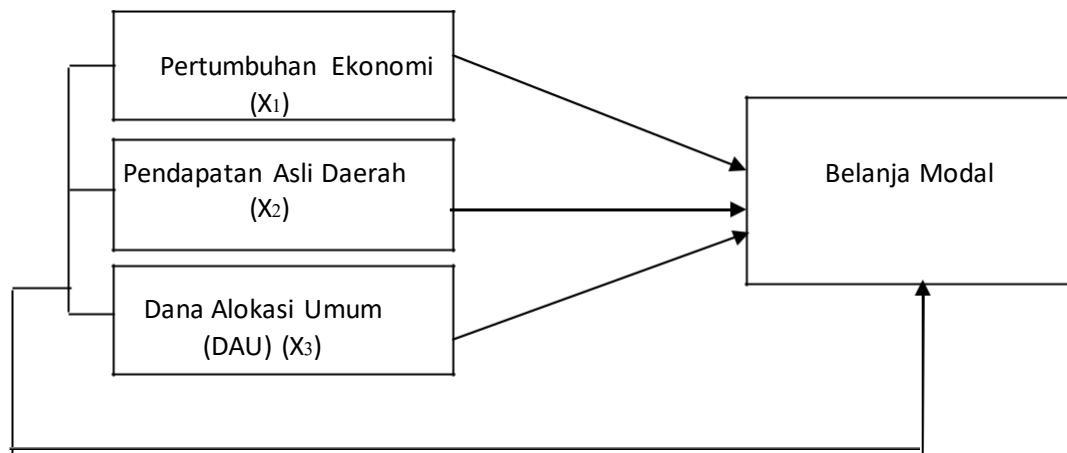 Pertumbuhan Ekonomi
(X1)
Pendapatan Asli Daerah
(X2)
Dana Alokasi Umum
(DAU) (X3)
Belanja Modal